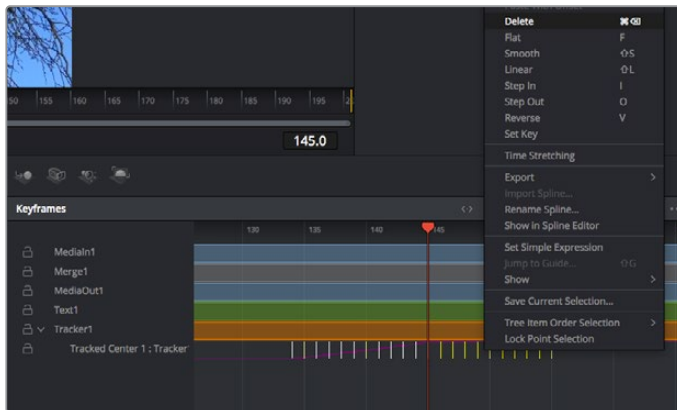 Delete ⌘⌫
Flat F
Smooth ⇧S
Linear ⇧L
Step In I
Step Out O
Reverse V
Set Key
Time Stretching
Export
Import Spline...
Rename Spline...
Show in Spline Editor
Set Simple Expression
Jump to Guide... ⇧G
Show
Save Current Selection...
Tree Item Order Selection
Lock Point Selection
50 155 160 165 170 175 180 185 190 195 2
145.0
Keyframes
130 135 140 145
MediaIn1
Merge1
MediaOut1
Text1
Tracker1
Tracked Center 1 : Tracker